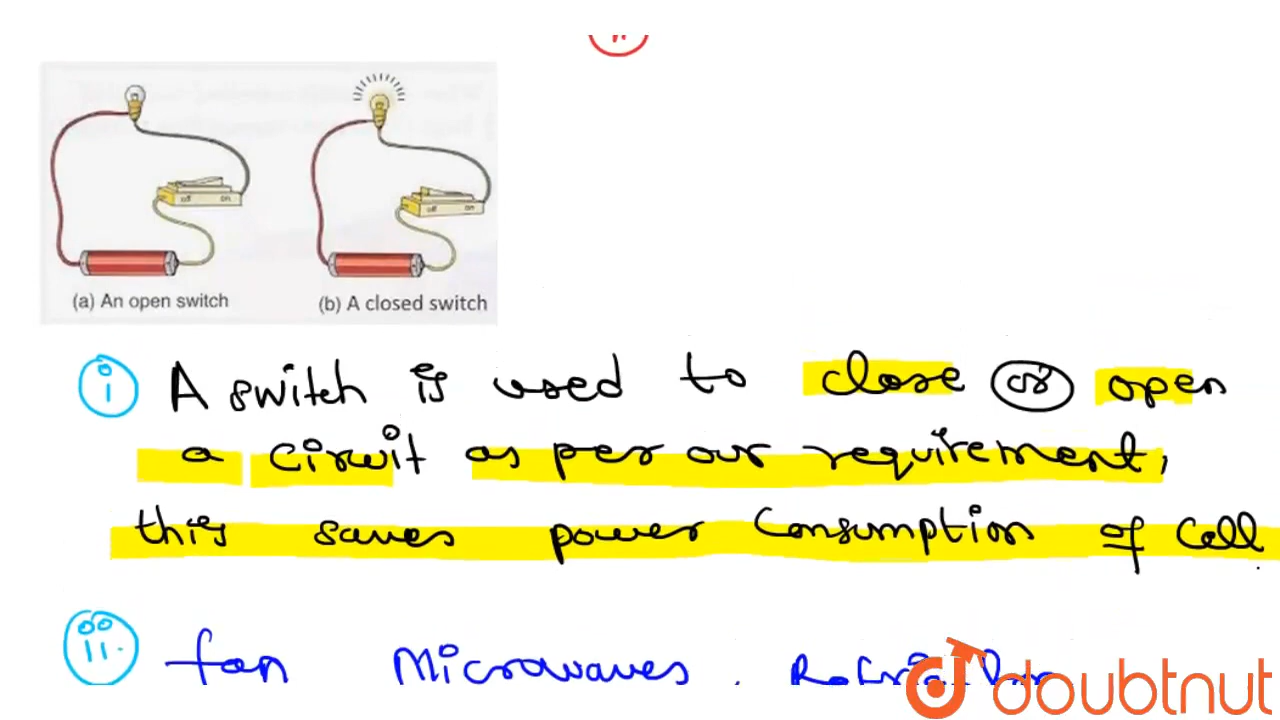 off on
off on
(a) An open switch
(b) A closed switch
i A switch is used to close or open
a circuit as per our requirement,
this saves power consumption of cell
ii. fan Microwaves,
doubtnut